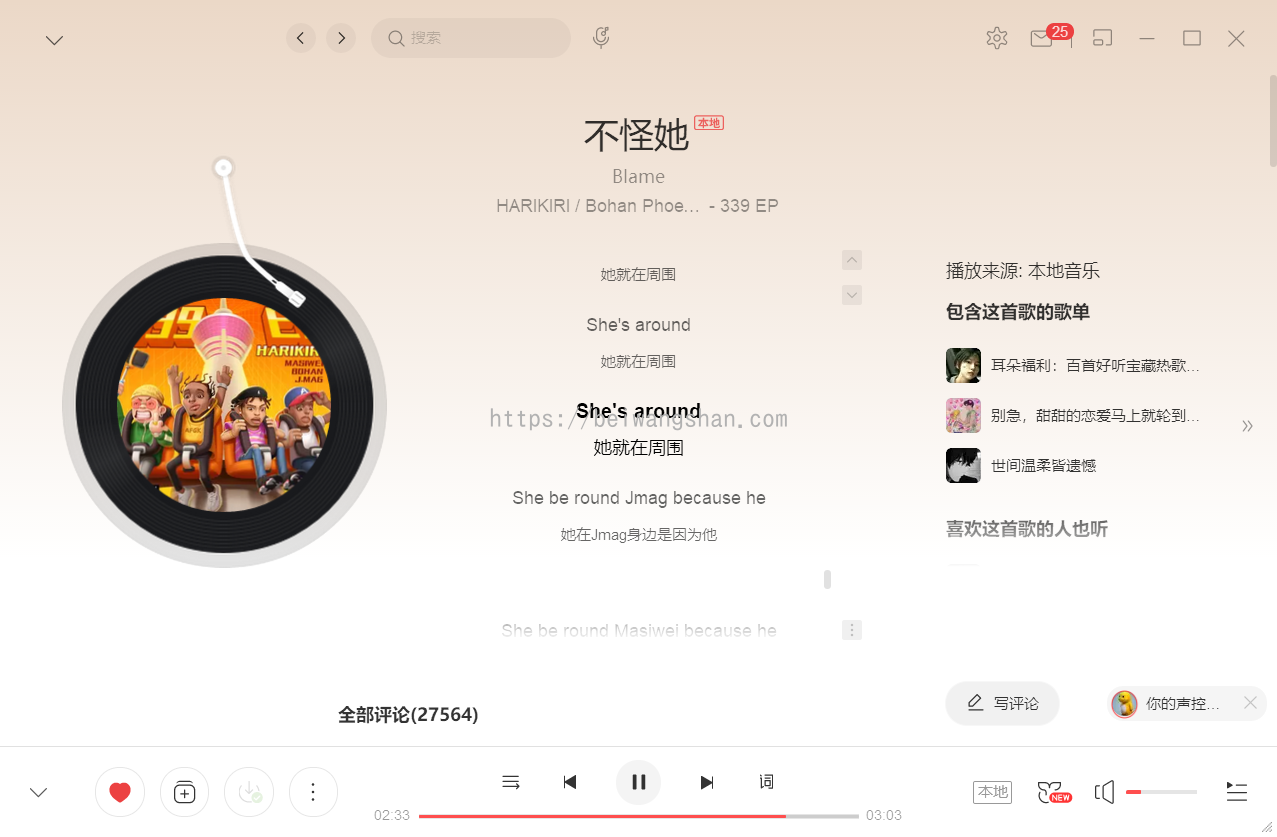 搜索
25
不怪她 本地
Blame
HARIKIRI / Bohan Phoe... - 339 EP
她就在周围
She's around
她就在周围
She's around
https://beiwangshan.com
她就在周围
She be round Jmag because he
她在Jmag身边是因为他
She be round Masiwei because he
HARIKIRI
MASIWEI
BOHAN
J.MAG
播放来源: 本地音乐
包含这首歌的歌单
耳朵福利：百首好听宝藏热歌...
别急，甜甜的恋爱马上就轮到...
世间温柔皆遗憾
喜欢这首歌的人也听
全部评论(27564)
写评论
你的声控...
词
02:33
03:03
本地
NEW